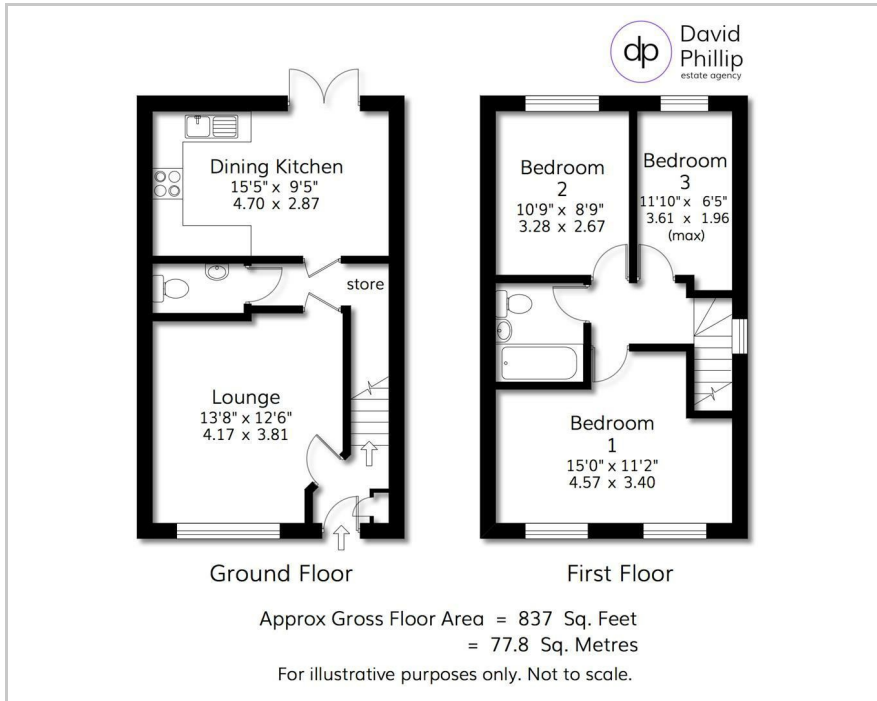 dp
David
Phillip
estate agency
Dining Kitchen
15'5" x 9'5"
4.70 x 2.87
store
Lounge
13'8" x 12'6"
4.17 x 3.81
Ground Floor
Bedroom
2
10'9" x 8'9"
3.28 x 2.67
Bedroom
3
11'10" x 6'5"
3.61 x 1.96
(max)
Bedroom
1
15'0" x 11'2"
4.57 x 3.40
First Floor
Approx Gross Floor Area = 837 Sq. Feet
= 77.8 Sq. Metres
For illustrative purposes only. Not to scale.